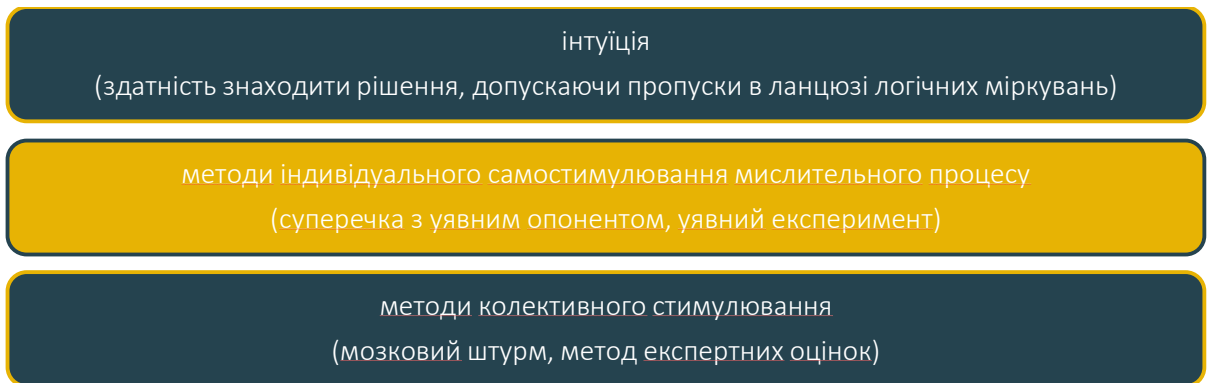 інтуїція
(здатність знаходити рішення, допускаючи пропуски в ланцюзі логічних міркувань)
методи індивідуального самостимулювання мислительного процесу
(суперечка з уявним опонентом, уявний експеримент)
методи колективного стимулювання
(мозковий штурм, метод експертних оцінок)